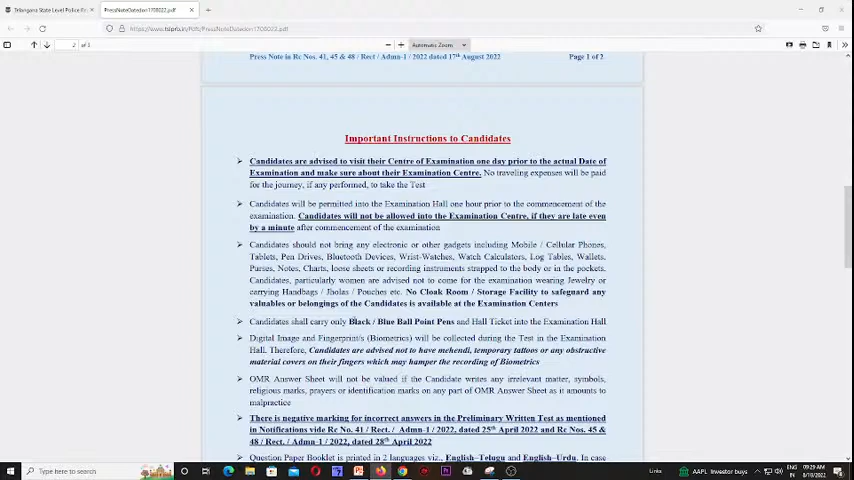 Telangana State Level Police Re
PressNoteDatedon17082022.pdf
https://www.tslprb.in/Pdfs/PressNoteDatedon17082022.pdf
2 of 2
Automatic Zoom
Press Note in Rc Nos. 41, 45 & 48 / Rect / Admn-1 / 2022 dated 17th August 2022 Page 1 of 2
Important Instructions to Candidates
Candidates are advised to visit their Centre of Examination one day prior to the actual Date of
Examination and make sure about their Examination Centre. No traveling expenses will be paid
for the journey, if any performed, to take the Test
Candidates will be permitted into the Examination Hall one hour prior to the commencement of the
examination. Candidates will not be allowed into the Examination Centre, if they are late even
by a minute after commencement of the examination
Candidates should not bring any electronic or other gadgets including Mobile / Cellular Phones,
Tablets, Pen Drives, Bluetooth Devices, Wrist-Watches, Watch Calculators, Log Tables, Wallets,
Purses, Notes, Charts, loose sheets or recording instruments strapped to the body or in the pockets.
Candidates, particularly women are advised not to come for the examination wearing Jewelry or
carrying Handbags / Jholas / Pouches etc. No Cloak Room / Storage Facility to safeguard any
valuables or belongings of the Candidates is available at the Examination Centers
Candidates shall carry only Black / Blue Ball Point Pens and Hall Ticket into the Examination Hall
Digital Image and Fingerprint/s (Biometrics) will be collected during the Test in the Examination
Hall. Therefore, Candidates are advised not to have mehendi, temporary tattoos or any obstructive
material covers on their fingers which may hamper the recording of Biometrics
OMR Answer Sheet will not be valued if the Candidate writes any irrelevant matter, symbols,
religious marks, prayers or identification marks on any part of OMR Answer Sheet as it amounts to
malpractice
There is negative marking for incorrect answers in the Preliminary Written Test as mentioned
in Notifications vide Rc No. 41 / Rect. / Admn-1 / 2022, dated 25th April 2022 and Rc Nos. 45 &
48 / Rect. / Admn-1 / 2022, dated 28th April 2022
Question Paper Booklet is printed in 2 languages viz., English–Telugu and English–Urdu. In case
Type here to search
Links
AAPL Investor buys
ENG
IN
09:29 AM
8/19/2022